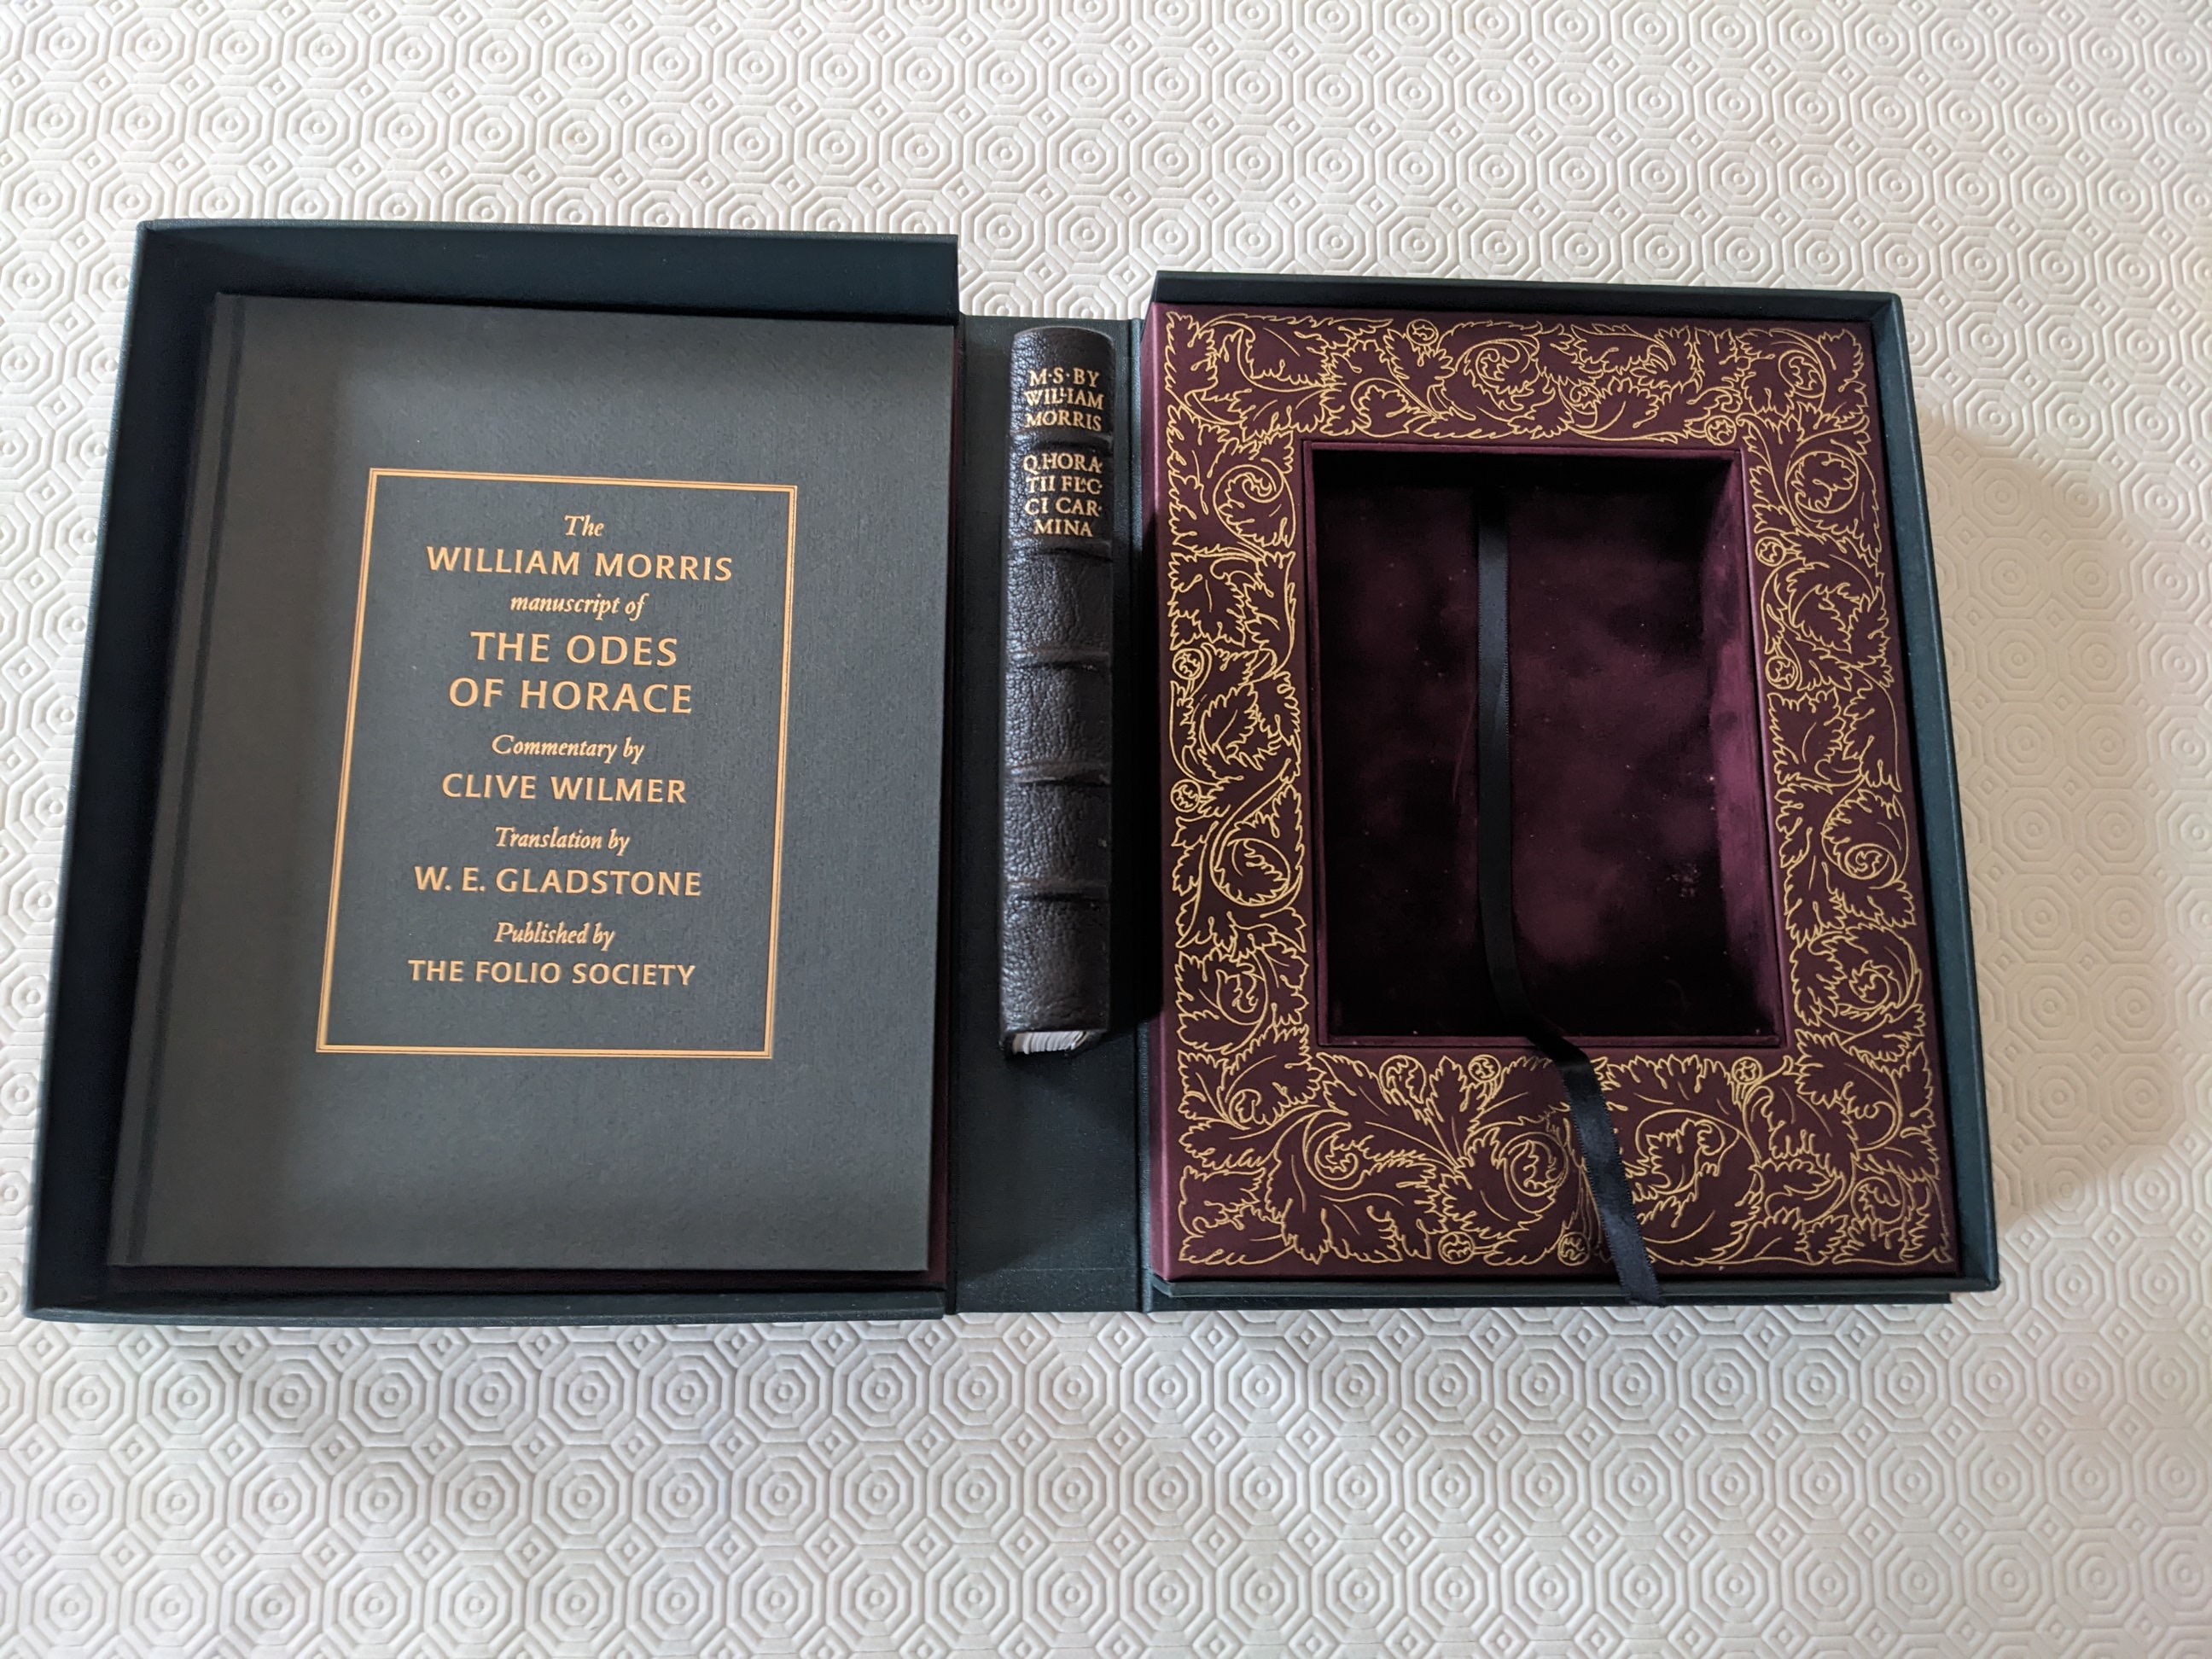 The
WILLIAM MORRIS
manuscript of
THE ODES
OF HORACE
Commentary by
CLIVE WILMER
Translation by
W. E. GLADSTONE
Published by
THE FOLIO SOCIETY
M·S·BY
WILLIAM
MORRIS
Q.HORA
TII FLC
CI CAR·
MINA